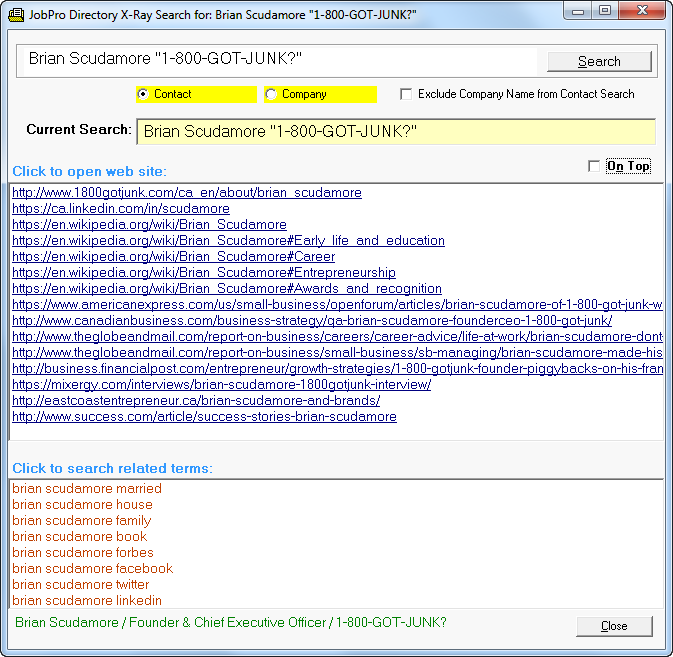 JobPro Directory X-Ray Search for: Brian Scudamore "1-800-GOT-JUNK?"
Brian Scudamore "1-800-GOT-JUNK?"
Search
Contact
Company
Exclude Company Name from Contact Search
Current Search:
Brian Scudamore "1-800-GOT-JUNK?"
On Top
Click to open web site:
http://www.1800gotjunk.com/ca_en/about/brian_scudamore
https://ca.linkedin.com/in/scudamore
https://en.wikipedia.org/wiki/Brian_Scudamore
https://en.wikipedia.org/wiki/Brian_Scudamore#Early_life_and_education
https://en.wikipedia.org/wiki/Brian_Scudamore#Career
https://en.wikipedia.org/wiki/Brian_Scudamore#Entrepreneurship
https://en.wikipedia.org/wiki/Brian_Scudamore#Awards_and_recognition
https://www.americanexpress.com/us/small-business/openforum/articles/brian-scudamore-of-1-800-got-junk-w
http://www.canadianbusiness.com/business-strategy/qa-brian-scudamore-founderceo-1-800-got-junk/
http://www.theglobeandmail.com/report-on-business/careers/career-advice/life-at-work/brian-scudamore-dont
http://www.theglobeandmail.com/report-on-business/small-business/sb-managing/brian-scudamore-made-his
http://business.financialpost.com/entrepreneur/growth-strategies/1-800-gotjunk-founder-piggybacks-on-his-fran
https://mixergy.com/interviews/brian-scudamore-1800gotjunk-interview/
http://eastcoastentrepreneur.ca/brian-scudamore-and-brands/
http://www.success.com/article/success-stories-brian-scudamore
Click to search related terms:
brian scudamore married
brian scudamore house
brian scudamore family
brian scudamore book
brian scudamore forbes
brian scudamore facebook
brian scudamore twitter
brian scudamore linkedin
Brian Scudamore / Founder & Chief Executive Officer / 1-800-GOT-JUNK?
Close